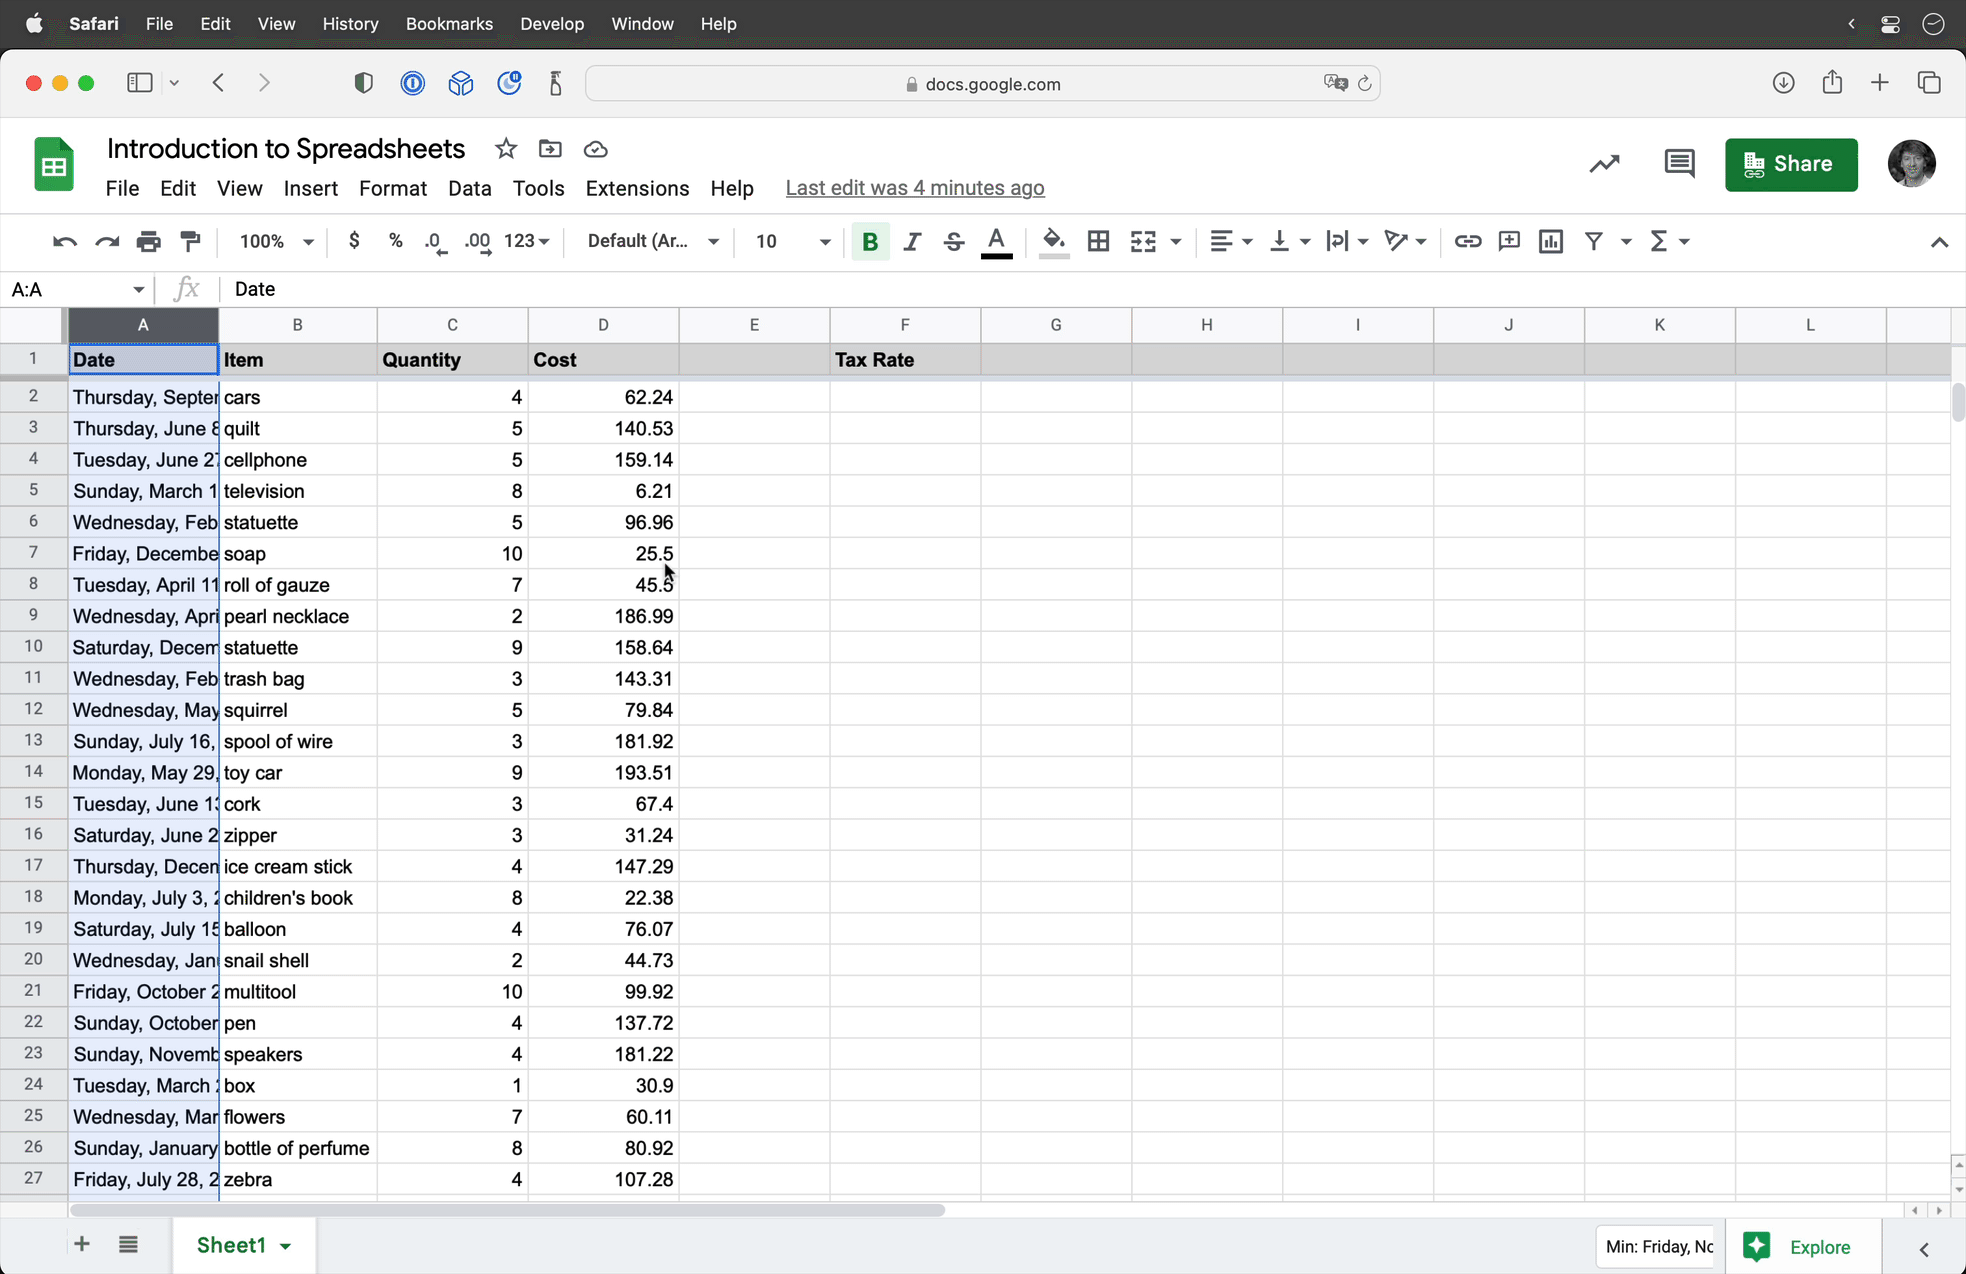 Safari File Edit View History Bookmarks Develop Window Help
docs.google.com
Introduction to Spreadsheets
File Edit View Insert Format Data Tools Extensions Help Last edit was 4 minutes ago
Share
100% $ % .0 .00 123 Default (Ar... 10 B I S A
A:A fx Date
A B C D E F G H I J K L
1 Date Item Quantity Cost Tax Rate
2 Thursday, Septer cars 4 62.24
3 Thursday, June 8 quilt 5 140.53
4 Tuesday, June 27 cellphone 5 159.14
5 Sunday, March 1 television 8 6.21
6 Wednesday, Feb statuette 5 96.96
7 Friday, Decembe soap 10 25.5
8 Tuesday, April 11 roll of gauze 7 45.5
9 Wednesday, Apri pearl necklace 2 186.99
10 Saturday, Decem statuette 9 158.64
11 Wednesday, Feb trash bag 3 143.31
12 Wednesday, May squirrel 5 79.84
13 Sunday, July 16, spool of wire 3 181.92
14 Monday, May 29, toy car 9 193.51
15 Tuesday, June 13 cork 3 67.4
16 Saturday, June 2 zipper 3 31.24
17 Thursday, Decem ice cream stick 4 147.29
18 Monday, July 3, 2 children's book 8 22.38
19 Saturday, July 15 balloon 4 76.07
20 Wednesday, Jan snail shell 2 44.73
21 Friday, October 2 multitool 10 99.92
22 Sunday, October pen 4 137.72
23 Sunday, Novemb speakers 4 181.22
24 Tuesday, March 2 box 1 30.9
25 Wednesday, Mar flowers 7 60.11
26 Sunday, January bottle of perfume 8 80.92
27 Friday, July 28, 2 zebra 4 107.28
Sheet1 Min: Friday, No Explore